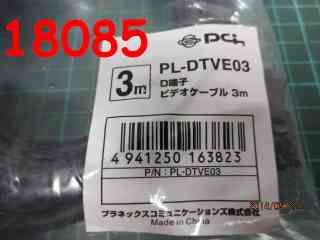 18085
PCi
3m
PL-DTVE03
D端子
ビデオケーブル 3m
4 941250 163823
P/N : PL-DTVE03
プラネックスコミュニケーションズ株式会社
Made in China